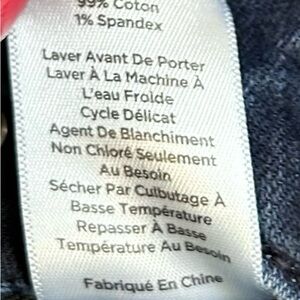 99% Coton
1% Spandex
Laver Avant De Porter
Laver À La Machine À
L'eau Froide
Cycle Délicat
Agent De Blanchiment
Non Chloré Seulement
Au Besoin
Sécher Par Culbutage À
Basse Température
Repasser À Basse
Température Au Besoin
Fabriqué En Chine